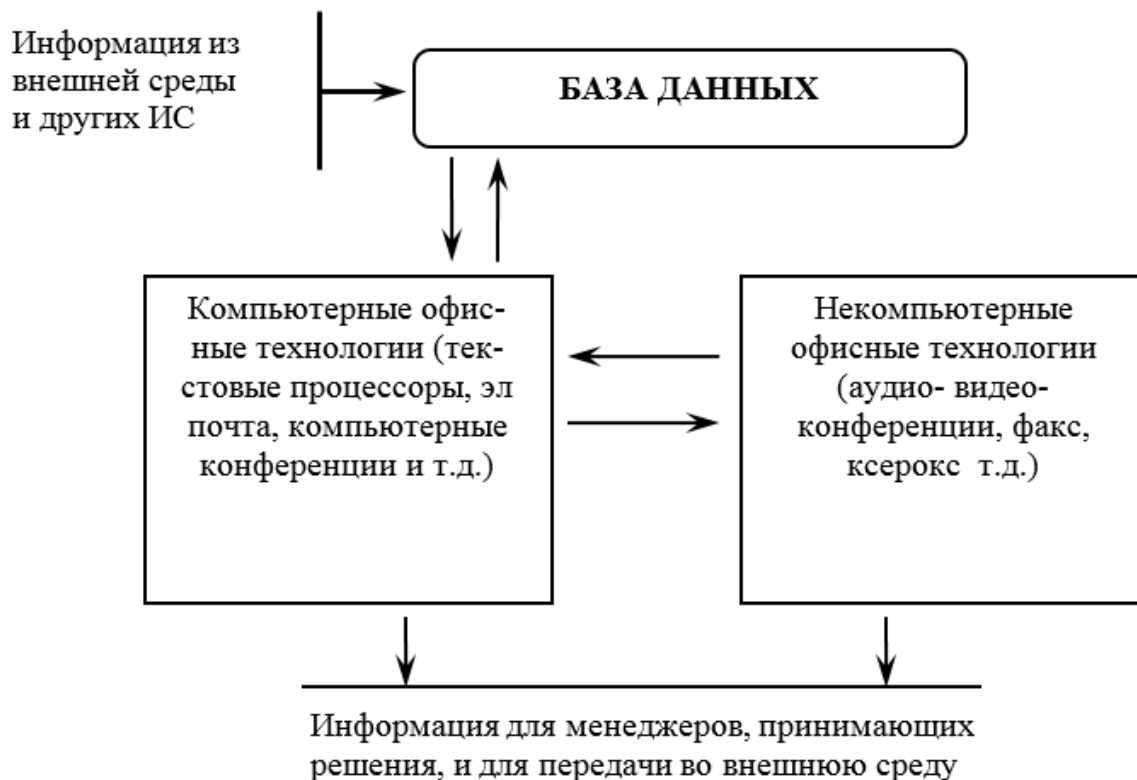 Информация из
внешней среды
и других ИС
БАЗА ДАННЫХ
Компьютерные офис-
ные технологии (тек-
стовые процессоры, эл
почта, компьютерные
конференции и т.д.)
Некомпьютерные
офисные технологии
(аудио- видео-
конференции, факс,
ксерокс т.д.)
Информация для менеджеров, принимающих
решения, и для передачи во внешнюю среду